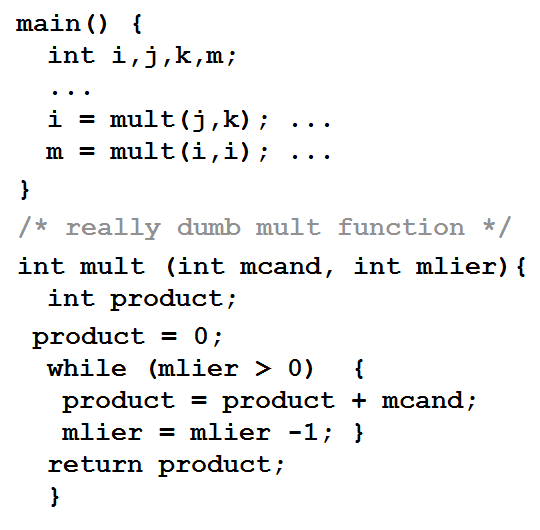 main() {
int i,j,k,m;
...
i = mult(j,k); ...
m = mult(i,i); ...
}
/* really dumb mult function */
int mult (int mcand, int mlier){
int product;
product = 0;
while (mlier > 0)  {
product = product + mcand;
mlier = mlier -1; }
return product;
}